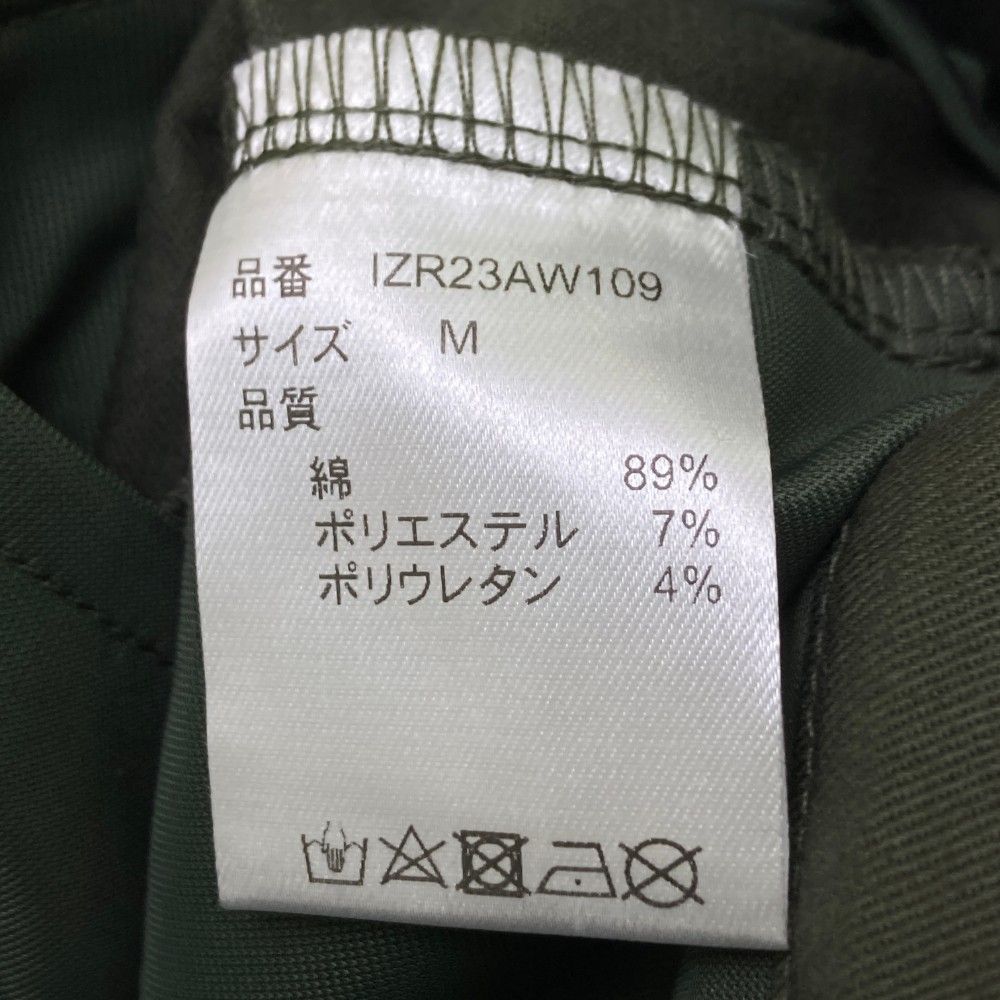 品番 IZR23AW109
サイズ M
品質
綿 89%
ポリエステル 7%
ポリウレタン 4%